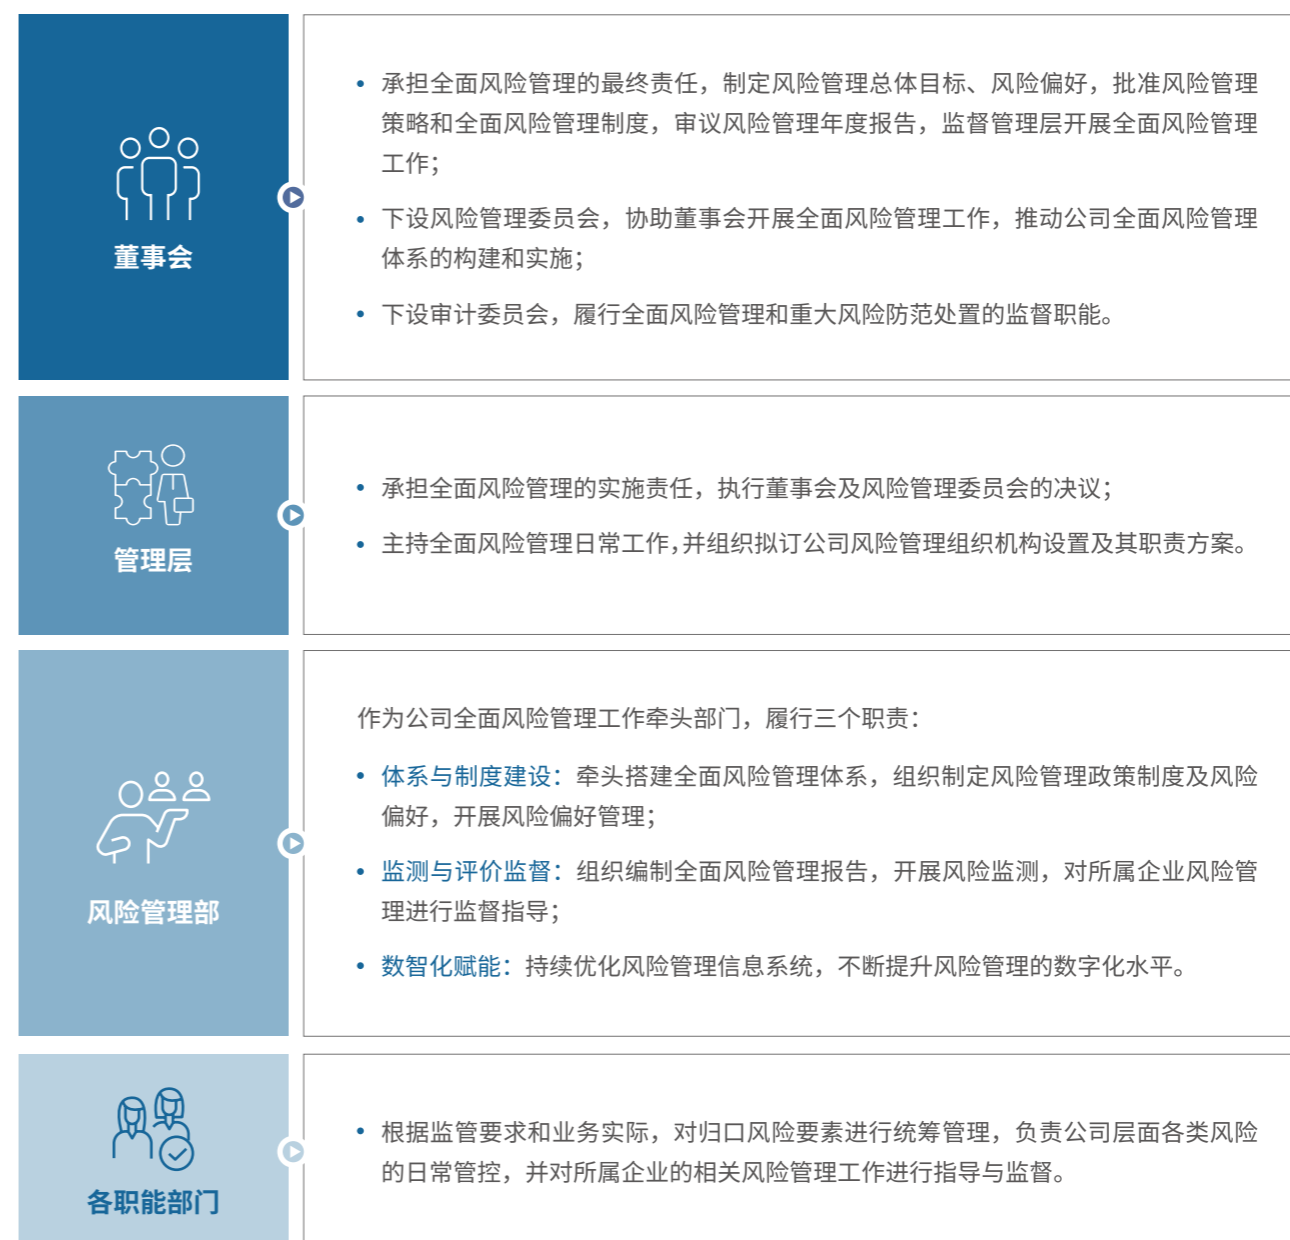 董事会
• 承担全面风险管理的最终责任，制定风险管理总体目标、风险偏好，批准风险管理
策略和全面风险管理制度，审议风险管理年度报告，监督管理层开展全面风险管理
工作；
• 下设风险管理委员会，协助董事会开展全面风险管理工作，推动公司全面风险管理
体系的构建和实施；
• 下设审计委员会，履行全面风险管理和重大风险防范处置的监督职能。
管理层
• 承担全面风险管理的实施责任，执行董事会及风险管理委员会的决议；
• 主持全面风险管理日常工作，并组织拟订公司风险管理组织机构设置及其职责方案。
风险管理部
作为公司全面风险管理工作牵头部门，履行三个职责：
• 体系与制度建设：牵头搭建全面风险管理体系，组织制定风险管理政策制度及风险
偏好，开展风险偏好管理；
• 监测与评价监督：组织编制全面风险管理报告，开展风险监测，对所属企业风险管
理进行监督指导；
• 数智化赋能：持续优化风险管理信息系统，不断提升风险管理的数字化水平。
各职能部门
• 根据监管要求和业务实际，对归口风险要素进行统筹管理，负责公司层面各类风险
的日常管控，并对所属企业的相关风险管理工作进行指导与监督。